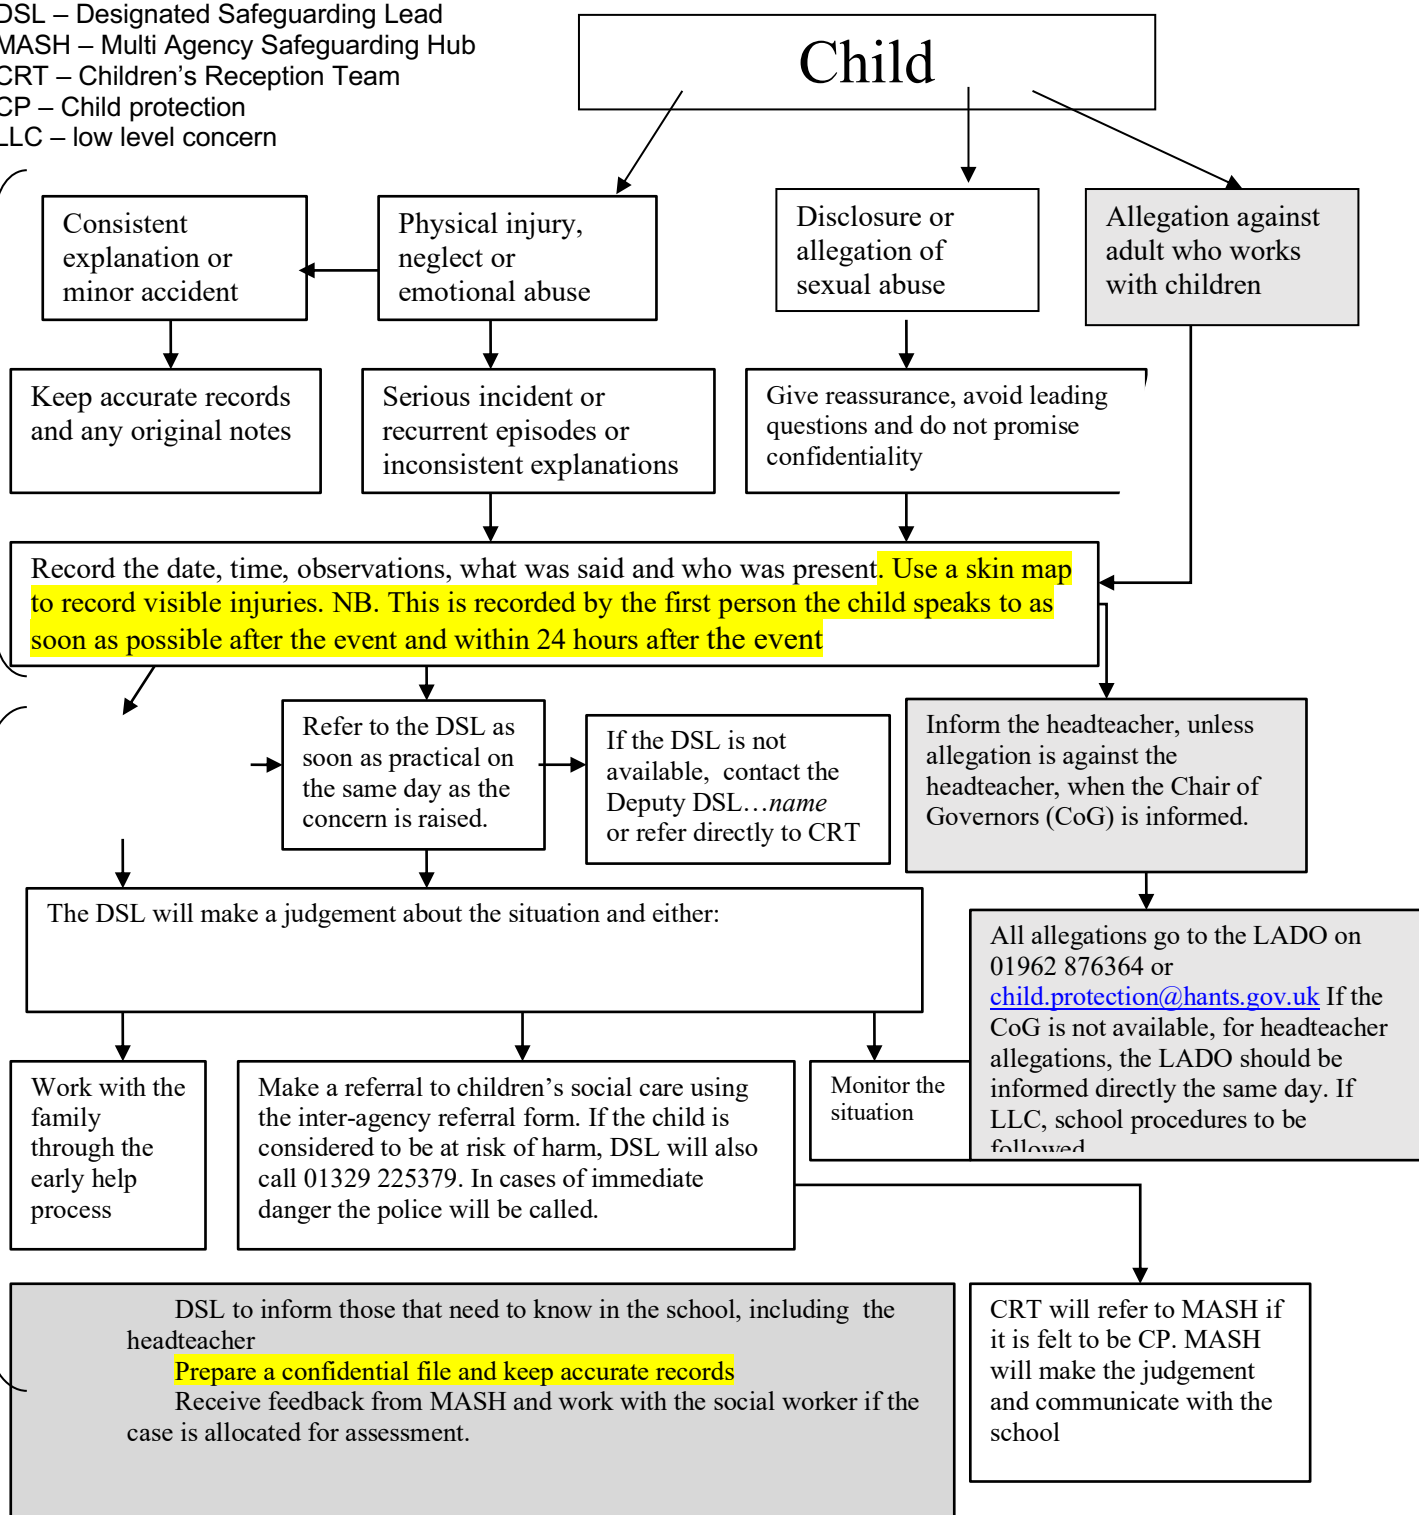 DSL – Designated Safeguarding Lead
MASH – Multi Agency Safeguarding Hub
CRT – Children's Reception Team
CP – Child protection
LLC – low level concern
Child
Consistent
explanation or
minor accident
Physical injury,
neglect or
emotional abuse
Disclosure or
allegation of
sexual abuse
Allegation against
adult who works
with children
Keep accurate records
and any original notes
Serious incident or
recurrent episodes or
inconsistent explanations
Give reassurance, avoid leading
questions and do not promise
confidentiality
Record the date, time, observations, what was said and who was present. Use a skin map
to record visible injuries. NB. This is recorded by the first person the child speaks to as
soon as possible after the event and within 24 hours after the event
Refer to the DSL as
soon as practical on
the same day as the
concern is raised.
If the DSL is not
available,  contact the
Deputy DSL…name
or refer directly to CRT
Inform the headteacher, unless
allegation is against the
headteacher, when the Chair of
Governors (CoG) is informed.
The DSL will make a judgement about the situation and either:
All allegations go to the LADO on
01962 876364 or
child.protection@hants.gov.uk If the
CoG is not available, for headteacher
allegations, the LADO should be
informed directly the same day. If
LLC, school procedures to be
followed
Work with the
family
through the
early help
process
Make a referral to children's social care using
the inter-agency referral form. If the child is
considered to be at risk of harm, DSL will also
call 01329 225379. In cases of immediate
danger the police will be called.
Monitor the
situation
DSL to inform those that need to know in the school, including  the
headteacher
Prepare a confidential file and keep accurate records
Receive feedback from MASH and work with the social worker if the
case is allocated for assessment.
CRT will refer to MASH if
it is felt to be CP. MASH
will make the judgement
and communicate with the
school